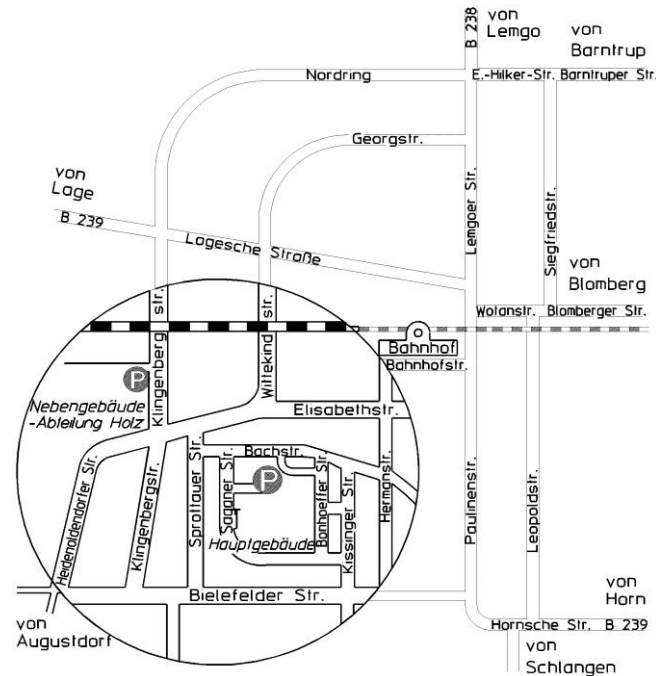 von
Lemgo
B 238
von
Barntrup
Nordring
E.-Hilker-Str.
Barntruper Str.
Georgstr.
von
Lage
B 239
Lagesche Straße
Lemgoer Str.
Siegfriedstr.
von
Blomberg
Wotanstr.
Blomberger Str.
Klingenberg str.
Wittekind str.
Bahnhof
Bahnhofstr.
P
Nebengebäude
-Abteilung Holz
Elisabethstr.
Heidenoldendorfer Str.
Klingenbergstr.
Sprottauer Str.
Saganer Str.
Bachstr.
P
Bonhoeffer Str.
Kissinger Str.
Hermanstr.
Paulinenstr.
Leopoldstr.
Hauptgebäude
Bielefelder Str.
von
Augustdorf
von
Horn
Hornsche Str. B 239
von
Schlangen